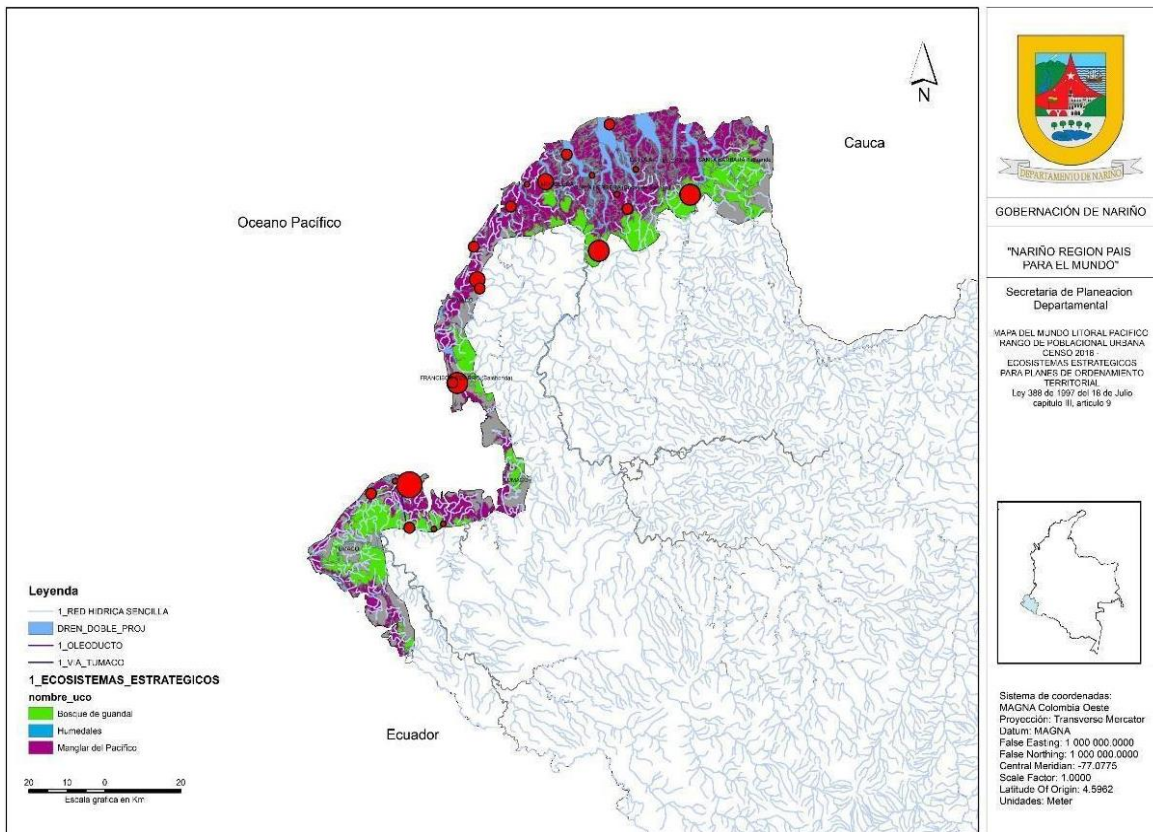 N
Cauca
Oceano Pacífico
Ecuador
Leyenda
1_RED HIDRICA SENCILLA
DREN_DOBLE_PROJ
1_OLEODUCTO
1_VIA_TUMACO
1_ECOSISTEMAS_ESTRATEGICOS
nombre_uco
Bosque de guandal
Humedales
Manglar del Pacífico
20 10 0 20
Escala grafica en Km
DEPARTAMENTO DE NARIÑO
GOBERNACIÓN DE NARIÑO
"NARIÑO REGION PAIS
PARA EL MUNDO"
Secretaria de Planeacion
Departamental
MAPA DEL MUNDO LITORAL PACIFICO
RANGO DE POBLACIONAL URBANA
CENSO 2018 -
ECOSISTEMAS ESTRATEGICOS
PARA PLANES DE ORDENAMIENTO
TERRITORIAL
Ley 388 de 1997 del 16 de Julio
capitulo III, articulo 9
Sistema de coordenadas:
MAGNA Colombia Oeste
Proyección: Transverse Mercator
Datum: MAGNA
False Easting: 1 000 000.0000
False Northing: 1 000 000.0000
Central Meridian: -77.0775
Scale Factor: 1.0000
Latitude Of Origin: 4.5962
Unidades: Meter